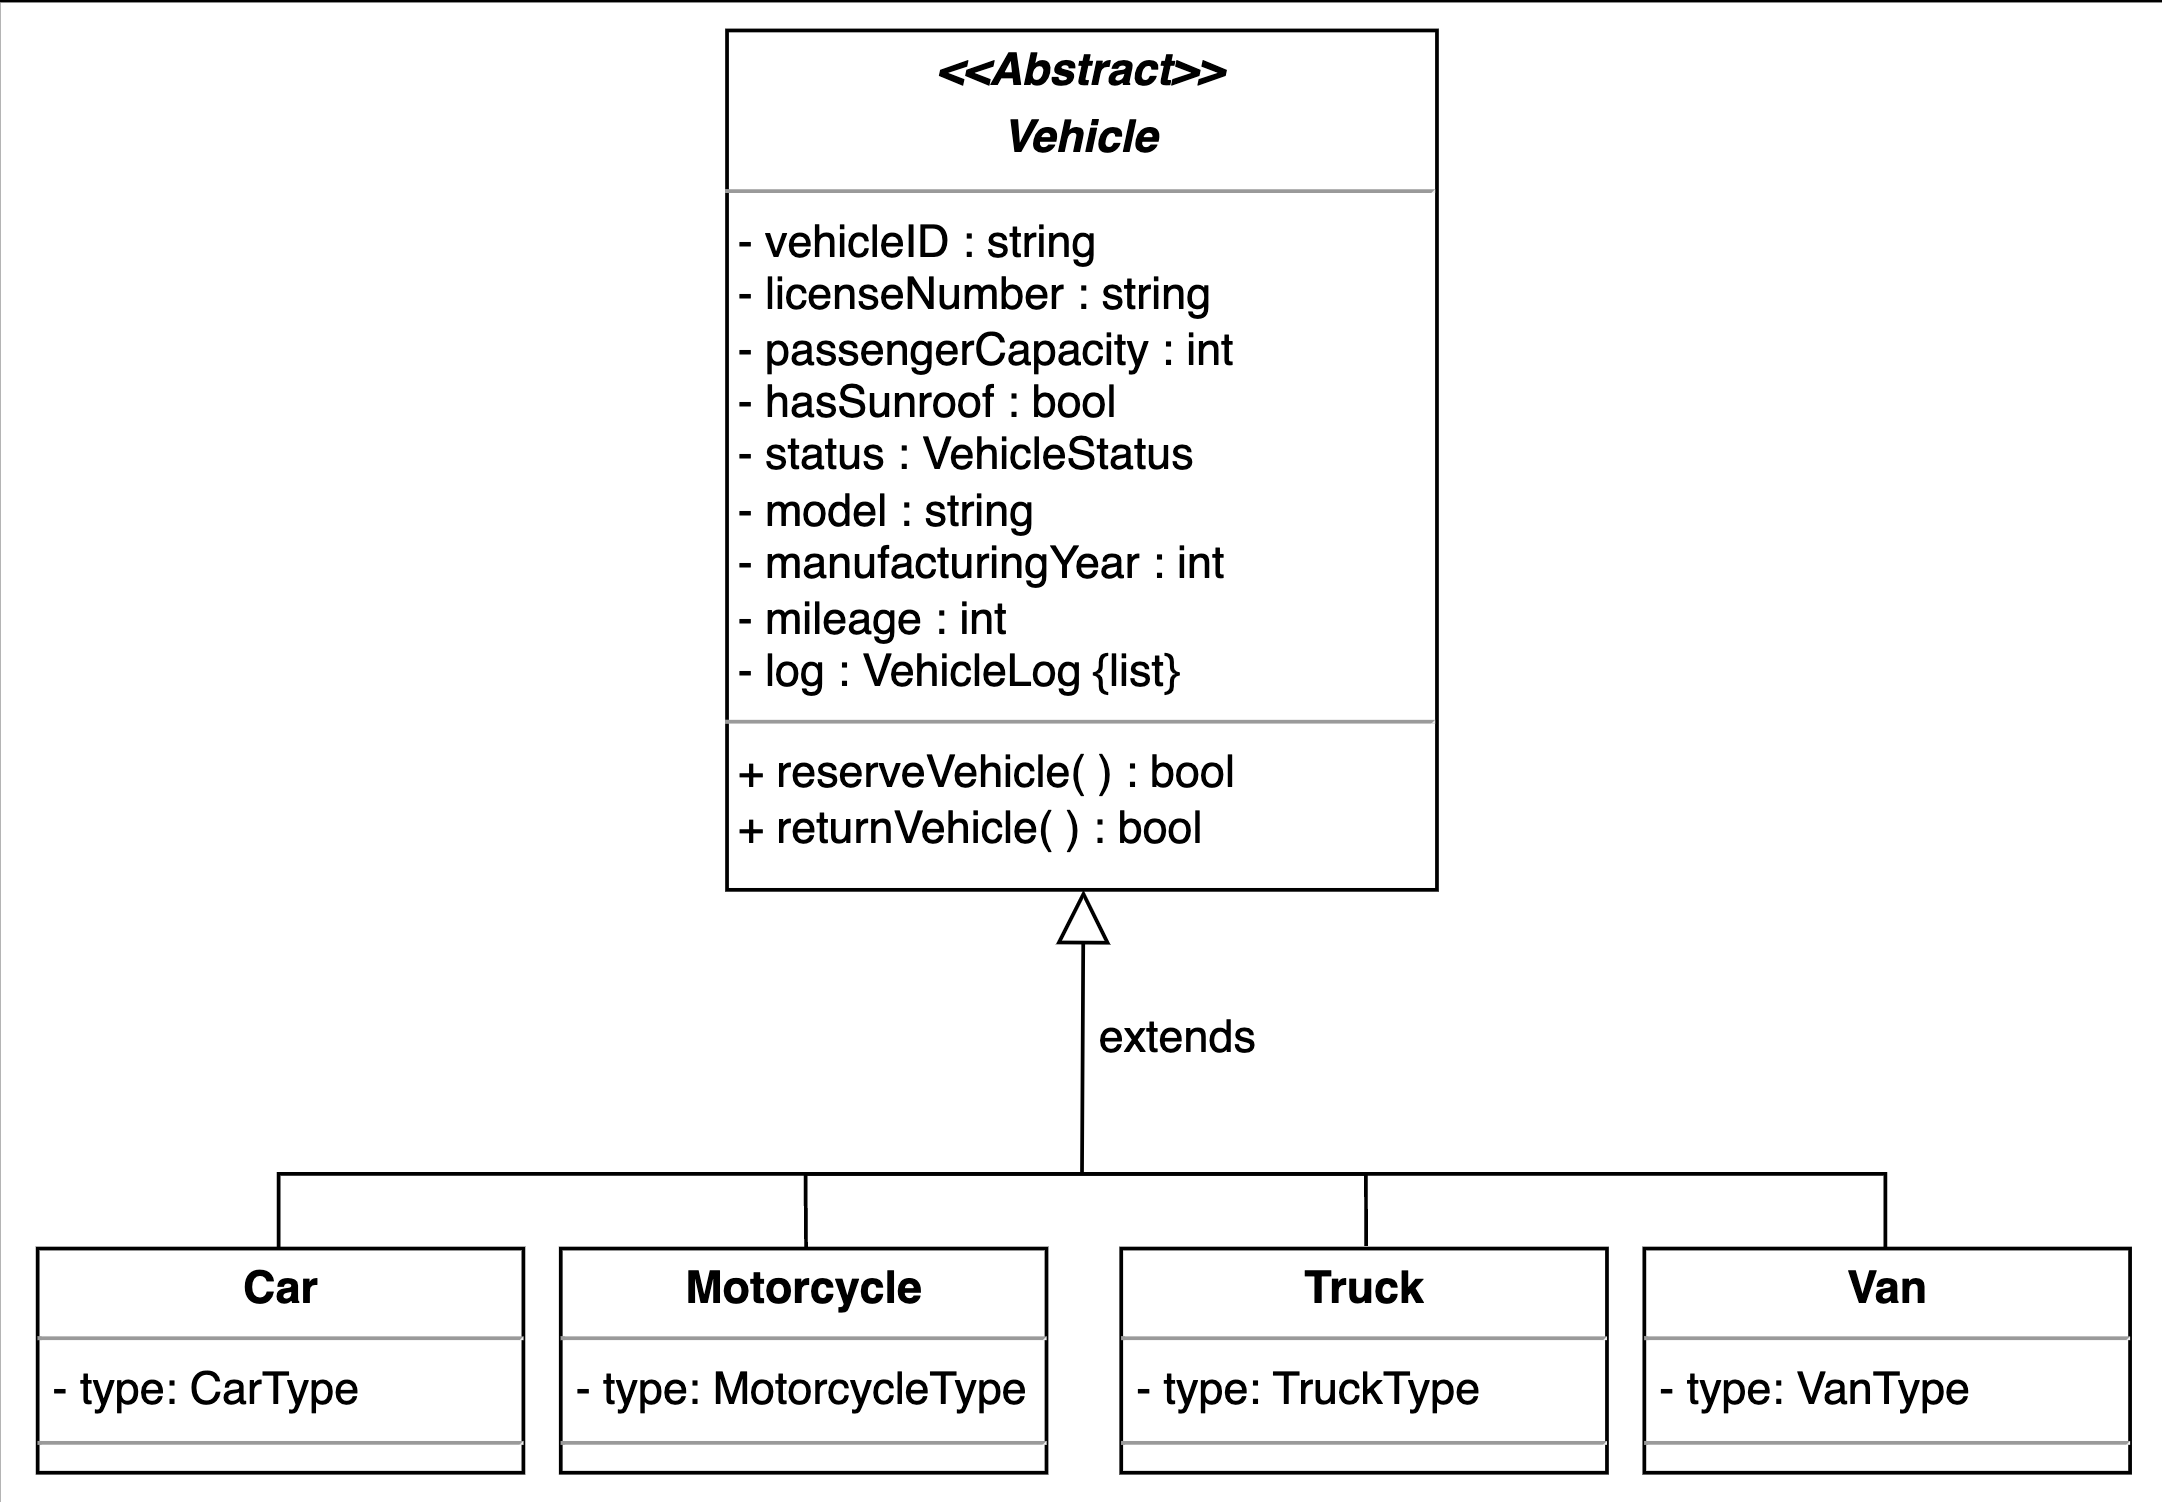 <<Abstract>>
Vehicle
- vehicleID : string
- licenseNumber : string
- passengerCapacity : int
- hasSunroof : bool
- status : VehicleStatus
- model : string
- manufacturingYear : int
- mileage : int
- log : VehicleLog {list}
+ reserveVehicle( ) : bool
+ returnVehicle( ) : bool
extends
Car
- type: CarType
Motorcycle
- type: MotorcycleType
Truck
- type: TruckType
Van
- type: VanType